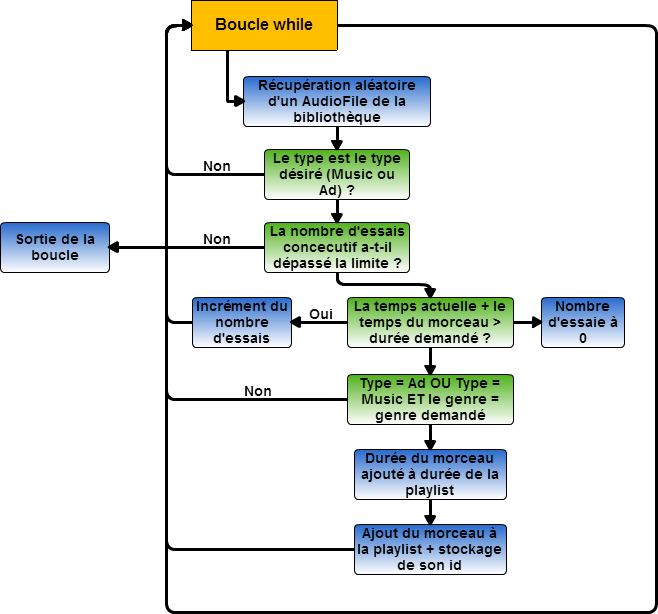 Boucle while
Récupération aléatoire
d'un AudioFile de la
bibliothèque
Non
Le type est le type
désiré (Music ou
Ad) ?
Sortie de la
boucle
Non
La nombre d'essais
concecutif a-t-il
dépassé la limite ?
Incrément du
nombre
d'essais
Oui
La temps actuelle + le
temps du morceau >
durée demandé ?
Nombre
d'essaie à
0
Non
Type = Ad OU Type =
Music ET le genre =
genre demandé
Durée du morceau
ajouté à durée de la
playlist
Ajout du morceau à
la playlist + stockage
de son id